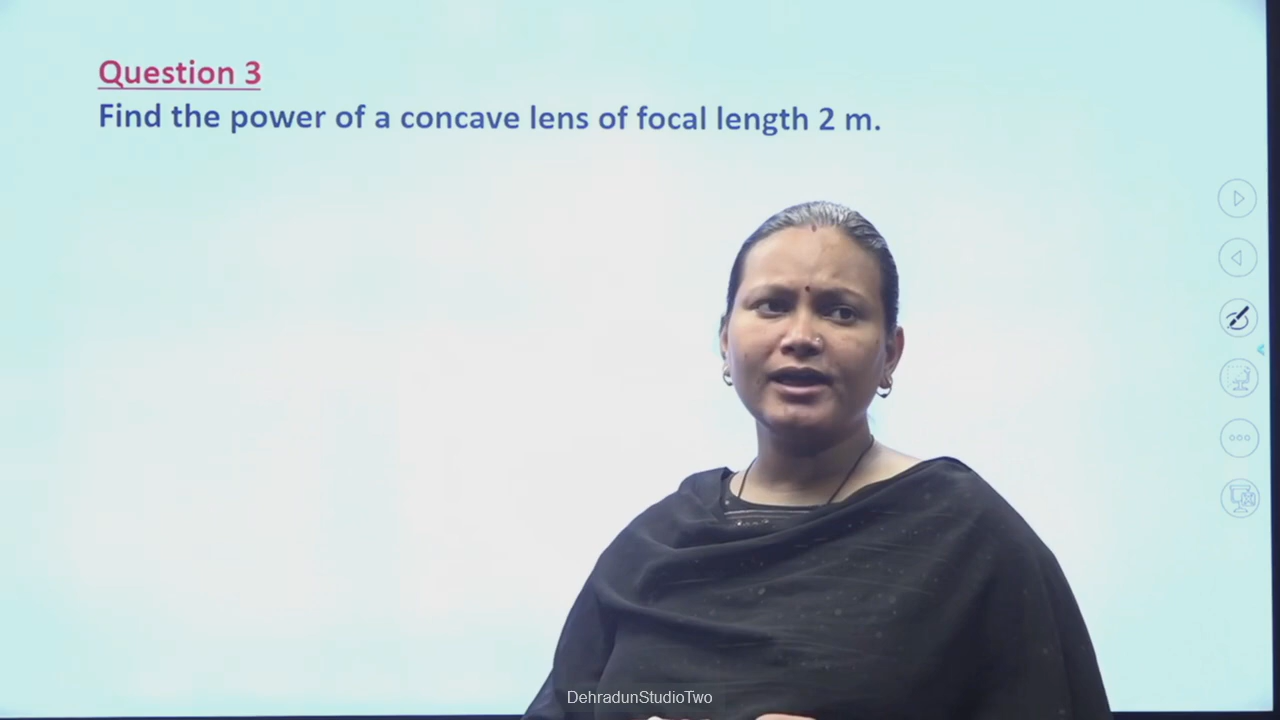 Question 3
Find the power of a concave lens of focal length 2 m.
DehradunStudioTwo